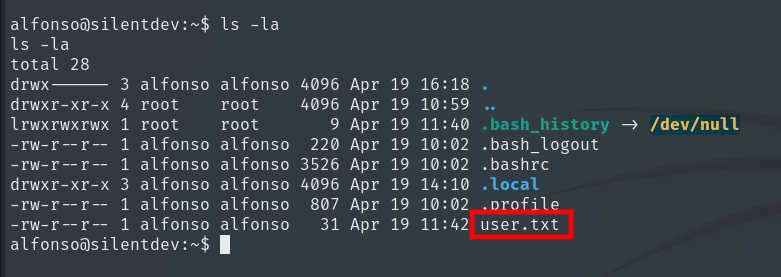 alfonso@silentdev:~$ ls -la
ls -la
total 28
drwx------ 3 alfonso alfonso 4096 Apr 19 16:18 .
drwxr-xr-x 4 root    root    4096 Apr 19 10:59 ..
lrwxrwxrwx 1 root    root       9 Apr 19 11:40 .bash_history -> /dev/null
-rw-r--r-- 1 alfonso alfonso  220 Apr 19 10:02 .bash_logout
-rw-r--r-- 1 alfonso alfonso 3526 Apr 19 10:02 .bashrc
drwxr-xr-x 3 alfonso alfonso 4096 Apr 19 14:10 .local
-rw-r--r-- 1 alfonso alfonso  807 Apr 19 10:02 .profile
-rw-r--r-- 1 alfonso alfonso   31 Apr 19 11:42 user.txt
alfonso@silentdev:~$